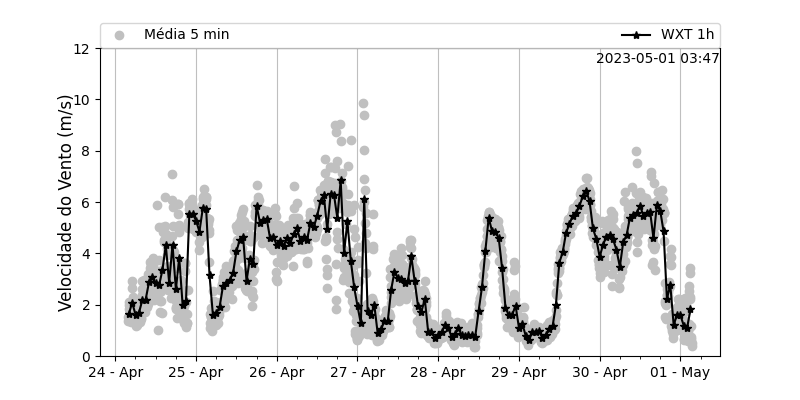 Média 5 min WXT 1h
2023-05-01 03:47
Velocidade do Vento (m/s)
12
10
8
6
4
2
0
24 - Apr 25 - Apr 26 - Apr 27 - Apr 28 - Apr 29 - Apr 30 - Apr 01 - May